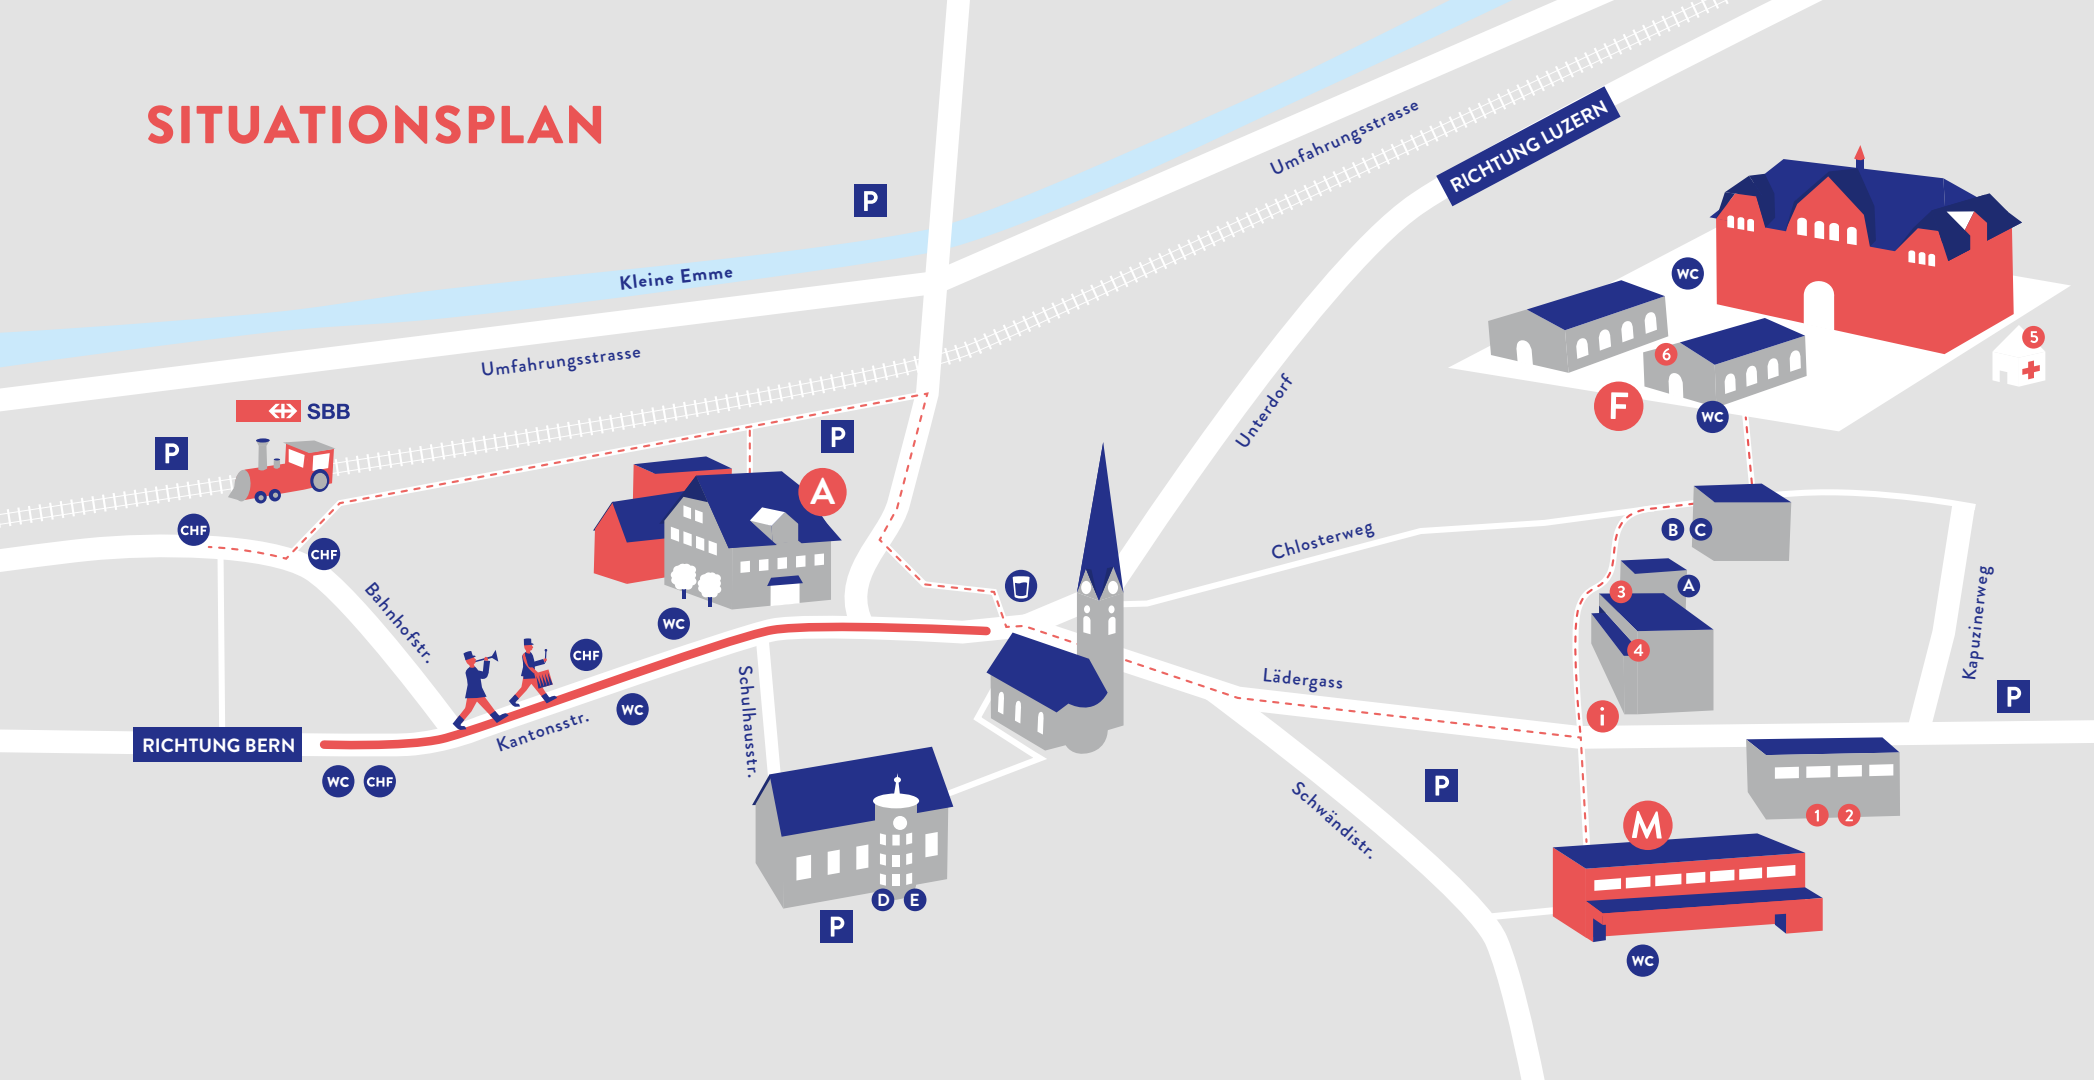 SITUATIONSPLAN
RICHTUNG LUZERN
Umfahrungsstrasse
P
Kleine Emme
WC
5
Umfahrungsstrasse
6
F
WC
SBB
P
P
Unterdorf
A
CHF
CHF
Chlosterweg
B C
3
A
Bahnhofstr.
WC
CHF
4
Kapuzinerweg
Lädergass
Schulhausstr.
P
WC
Kantonsstr.
i
RICHTUNG BERN
WC CHF
P
Schwändistr.
1 2
M
D E
P
WC